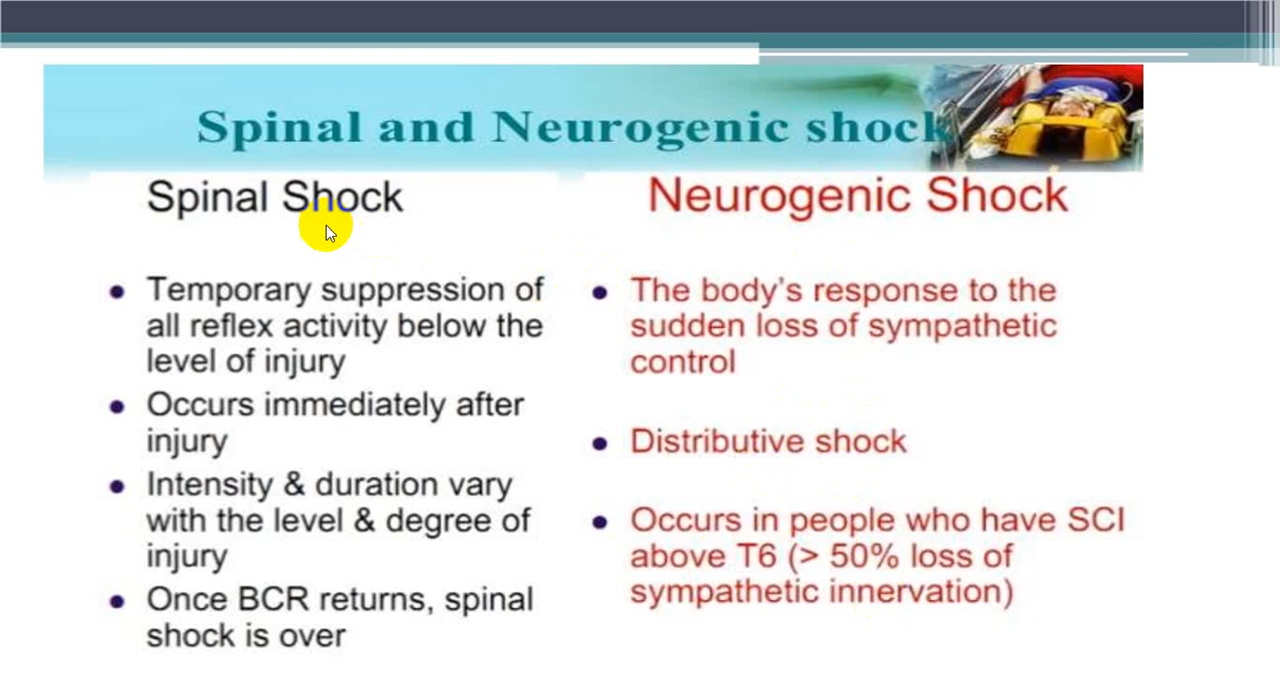 Spinal and Neurogenic shock
Spinal Shock
• Temporary suppression of
all reflex activity below the
level of injury
• Occurs immediately after
injury
• Intensity & duration vary
with the level & degree of
injury
• Once BCR returns, spinal
shock is over
Neurogenic Shock
• The body's response to the
sudden loss of sympathetic
control
• Distributive shock
• Occurs in people who have SCI
above T6 (> 50% loss of
sympathetic innervation)